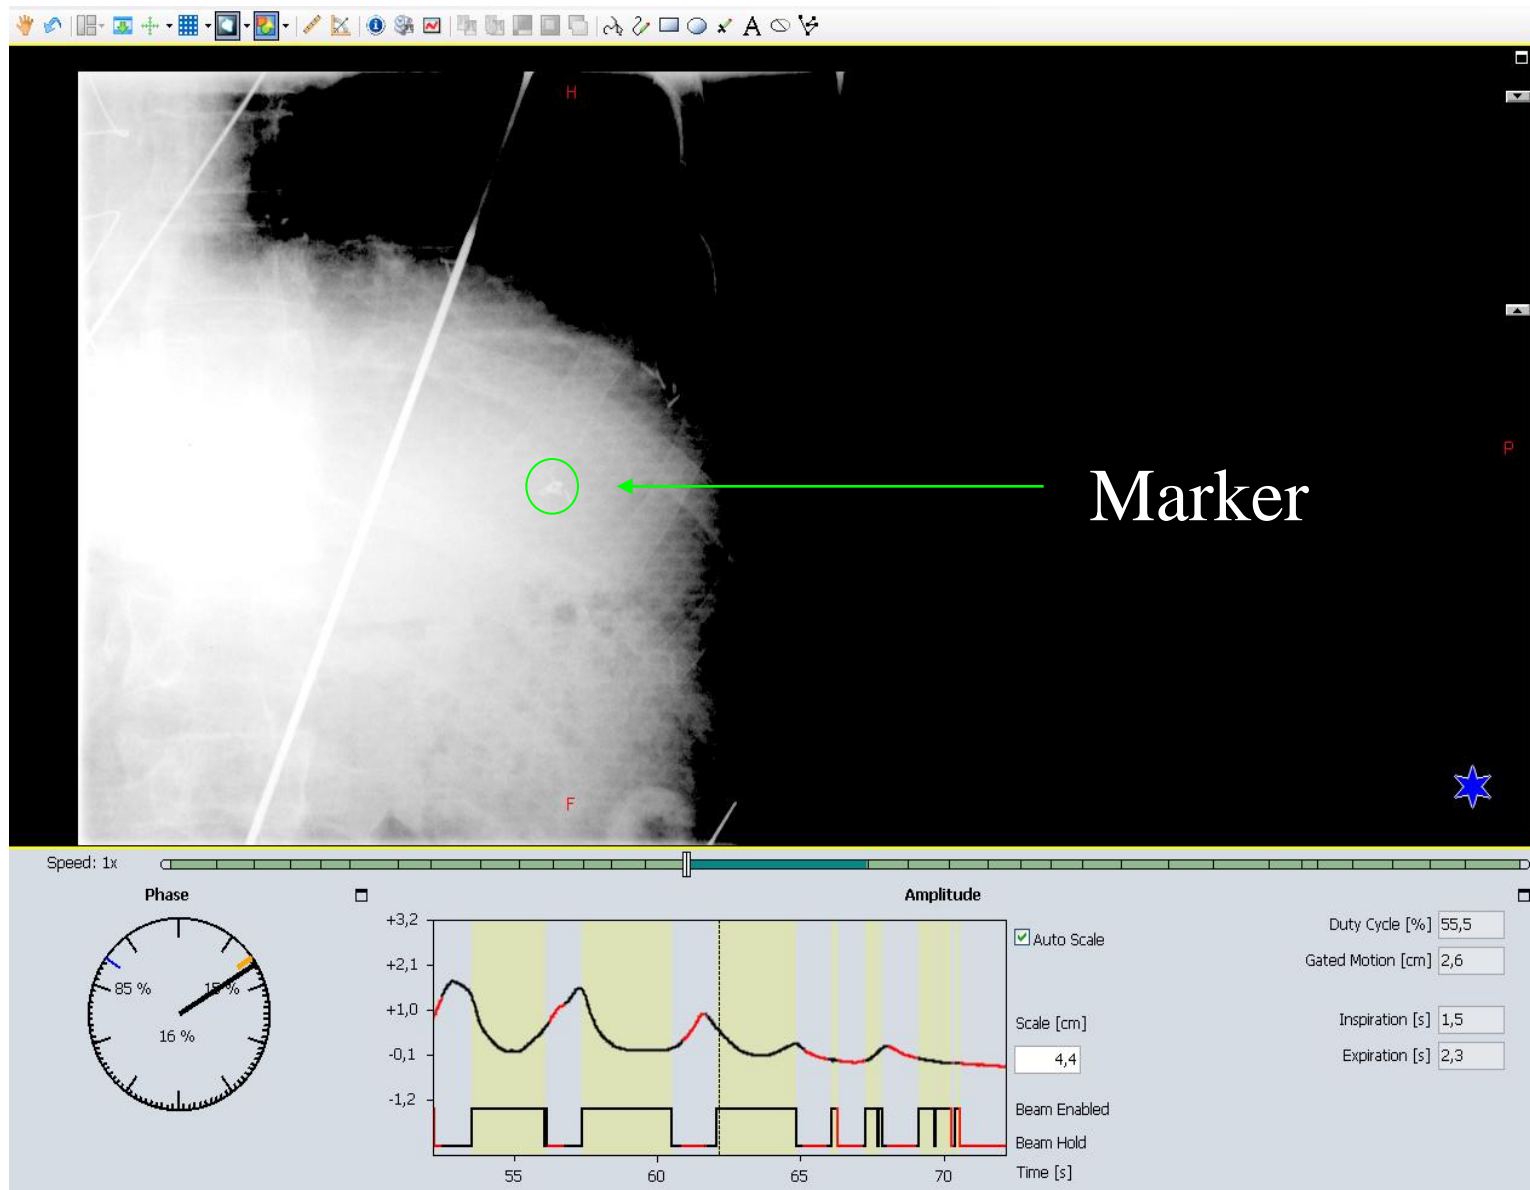 H
P
Marker
F
Speed: 1x
Phase
Amplitude
85 %
15 %
16 %
+3,2
+2,1
+1,0
-0,1
-1,2
Auto Scale
Scale [cm]
4,4
Beam Enabled
Beam Hold
55
60
65
70
Time [s]
Duty Cycle [%] 55,5
Gated Motion [cm] 2,6
Inspiration [s] 1,5
Expiration [s] 2,3